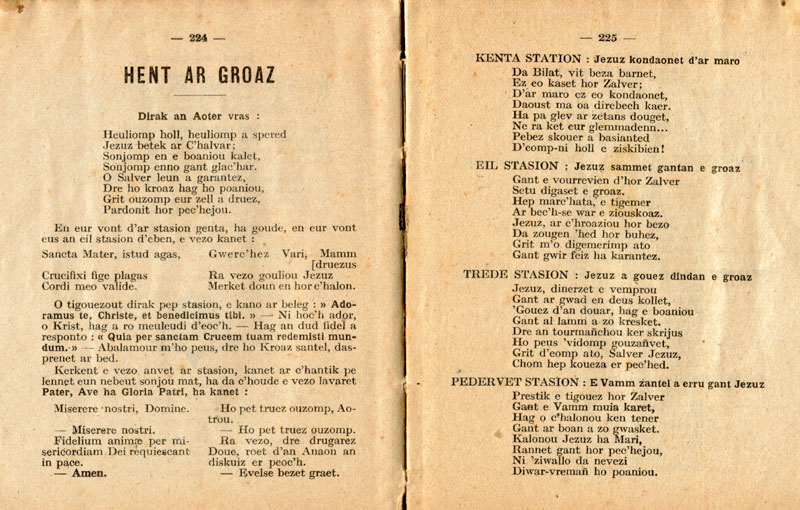 — 224 —
HENT AR GROAZ
Dirak an Aoter vras :
Heuliomp holl, heuliomp a spered
Jezuz betek ar C'halvar;
Sonjomp en e boaniou kalet,
Sonjomp enno gant glac'har.
O Salver leun a garantez,
Dre ho kroaz hag ho poaniou,
Grit ouzomp eur zell a druez,
Pardonit hor pec'hejou.
En eur vont d'ar stasion genta, ha goude, en eur vont
eus an eil stasion d'eben, e vezo kanet :
Sancta Mater, istud agas,
Crucifixi fige plagas
Cordi meo valide.
Gwerc'hez Vari, Mamm
[druezus
Ra vezo gouliou Jezuz
Merket doun en hor c'halon.
O tigouezout dirak pep stasion, e kano ar beleg : » Ado-
ramus te, Christe, et benedicimus tibi. » — Ni hoc'h ador,
o Krist, hag a ro meuleudi d'eoc'h. — Hag an dud fidel a
responto : « Quia per sanctam Crucem tuam redemisti mun-
dum. » — Abalamour m'ho peus, dre ho Kroaz santel, das-
prenet ar bed.
Kerkent e vezo anvet ar stasion, kanet ar c'hantik pe
lennet eun nebeut sonjou mat, ha da c'houde e vezo lavaret
Pater, Ave ha Gloria Patri, ha kanet :
Miserere nostri, Domine.
— Miserere nostri.
Fidelium animæ per mi-
sericordiam Dei requiescant
in pace.
— Amen.
Ho pet truez ouzomp, Ao-
trou.
— Ho pet truez ouzomp.
Ra vezo, dre drugarez
Doue, roet d'an Anaon an
diskuiz er peoc'h.
— Evelse bezet graet.
— 225 —
KENTA STATION : Jezuz kondaonet d'ar maro
Da Bilat, vit beza barnet,
Ez eo kaset hor Zalver;
D'ar maro ez eo kondaonet,
Daoust ma oa direbech kaer.
Ha pa glev ar zetans douget,
Ne ra ket eur glemmadenn...
Pebez skouer a basianted
D'eomp-ni holl e ziskibien!
EIL STASION : Jezuz sammet gantan e groaz
Gant e vourrevien d'hor Zalver
Setu digaset e groaz.
Hep marc'hata, e tigemer
Ar bec'h-se war e ziouskoaz.
Jezuz, ar c'hroaziou hor bezo
Da zougen 'hed hor buhez,
Grit m'o digemerimp ato
Gant gwir feiz ha karantez.
TREDE STASION : Jezuz a gouez dindan e groaz
Jezuz, dinerzet e vemprou
Gant ar gwad en deus kollet,
'Gouez d'an douar, hag e boaniou
Gant al lamm a zo kresket.
Dre an tourmañchou ker skrijus
Ho peus 'vidomp gouzañvet,
Grit d'eomp ato, Salver Jezuz,
Chom hep koueza er pec'hed.
PEDERVET STASION : E Vamm zantel a erru gant Jezuz
Prestik e tigouez hor Zalver
Gant e Vamm muia karet,
Hag o c'halonou ken tener
Gant ar boan a zo gwasket.
Kalonou Jezuz ha Mari,
Rannet gant hor pec'hejou,
Ni 'ziwallo da nevezi
Diwar-vremañ ho poaniou.